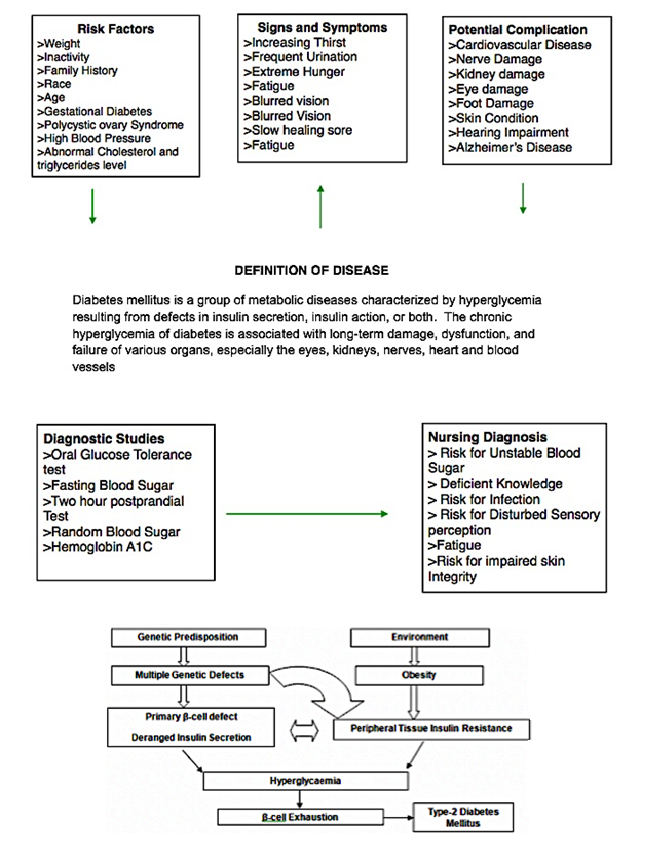 Risk Factors
>Weight
>Inactivity
>Family History
>Race
>Age
>Gestational Diabetes
>Polycystic ovary Syndrome
>High Blood Pressure
>Abnormal Cholesterol and
triglycerides level
Signs and Symptoms
>Increasing Thirst
>Frequent Urination
>Extreme Hunger
>Fatigue
>Blurred vision
>Blurred Vision
>Slow healing sore
>Fatigue
Potential Complication
>Cardiovascular Disease
>Nerve Damage
>Kidney damage
>Eye damage
>Foot Damage
>Skin Condition
>Hearing Impairment
>Alzheimer's Disease
DEFINITION OF DISEASE
Diabetes mellitus is a group of metabolic diseases characterized by hyperglycemia
resulting from defects in insulin secretion, insulin action, or both. The chronic
hyperglycemia of diabetes is associated with long-term damage, dysfunction, and
failure of various organs, especially the eyes, kidneys, nerves, heart and blood
vessels
Diagnostic Studies
>Oral Glucose Tolerance
test
>Fasting Blood Sugar
>Two hour postprandial
Test
>Random Blood Sugar
>Hemoglobin A1C
Nursing Diagnosis
> Risk for Unstable Blood
Sugar
> Deficient Knowledge
> Risk for Infection
> Risk for Disturbed Sensory
perception
>Fatigue
>Risk for impaired skin
Integrity
Genetic Predisposition
Environment
Multiple Genetic Defects
Obesity
Primary β-cell defect
Deranged Insulin Secretion
Peripheral Tissue Insulin Resistance
Hyperglycaemia
β-cell Exhaustion
Type-2 Diabetes
Mellitus